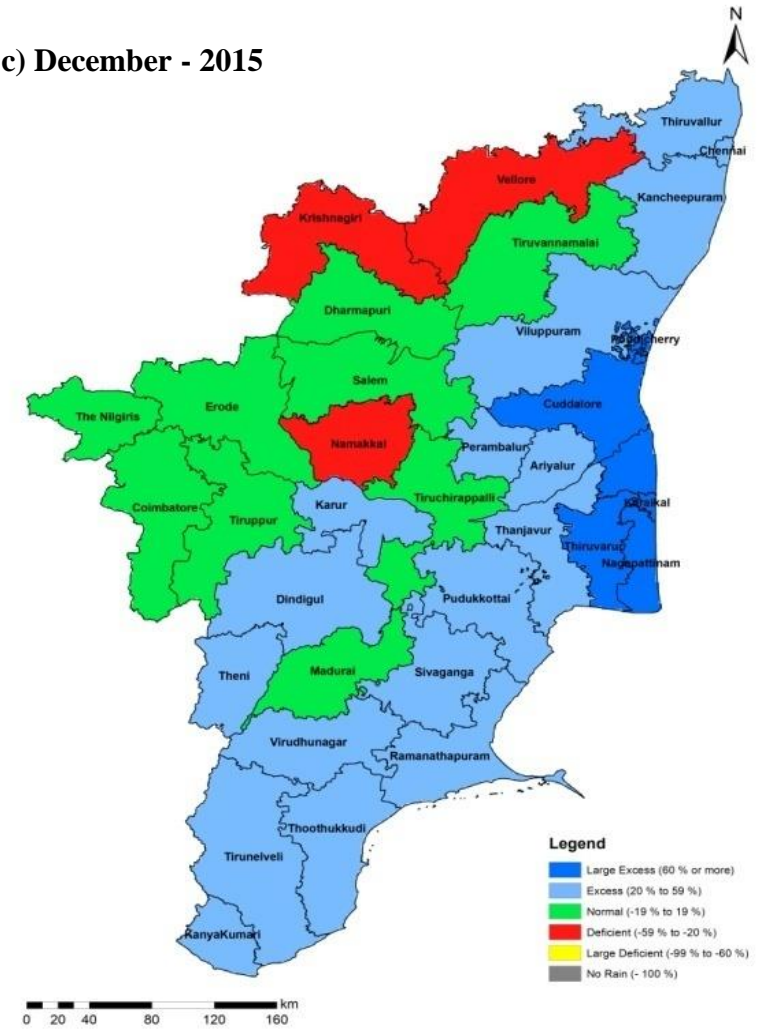 N
c) December - 2015
Thiruvallur
Chennai
Vellore
Kancheepuram
Krishnagiri
Tiruvannamalai
Dharmapuri
Viluppuram
Pondicherry
Salem
Cuddalore
The Nilgiris
Erode
Namakkal
Perambalur
Ariyalur
Coimbatore
Karur
Tiruchirappalli
Karaikal
Tiruppur
Thanjavur
Thiruvarur
Nagapattinam
Dindigul
Pudukkottai
Theni
Madurai
Sivaganga
Virudhunagar
Ramanathapuram
Thoothukkudi
Tirunelveli
KanyaKumari
Legend
Large Excess (60 % or more)
Excess (20 % to 59 %)
Normal (-19 % to 19 %)
Deficient (-59 % to -20 %)
Large Deficient (-99 % to -60 %)
No Rain (- 100 %)
km
0 20 40 80 120 160